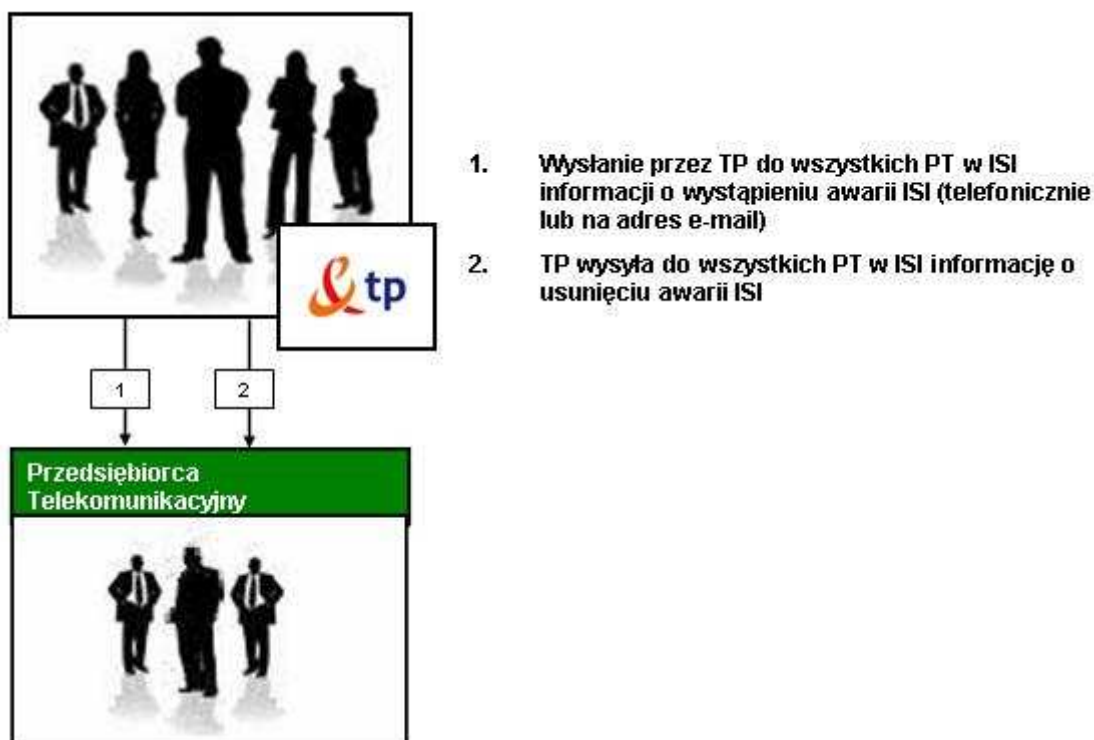 1. Wysłanie przez TP do wszystkich PT w ISI
informacji o wystąpieniu awarii ISI (telefonicznie
lub na adres e-mail)
2. TP wysyła do wszystkich PT w ISI informację o
usunięciu awarii ISI
tp
1
2
Przedsiębiorca
Telekomunikacyjny